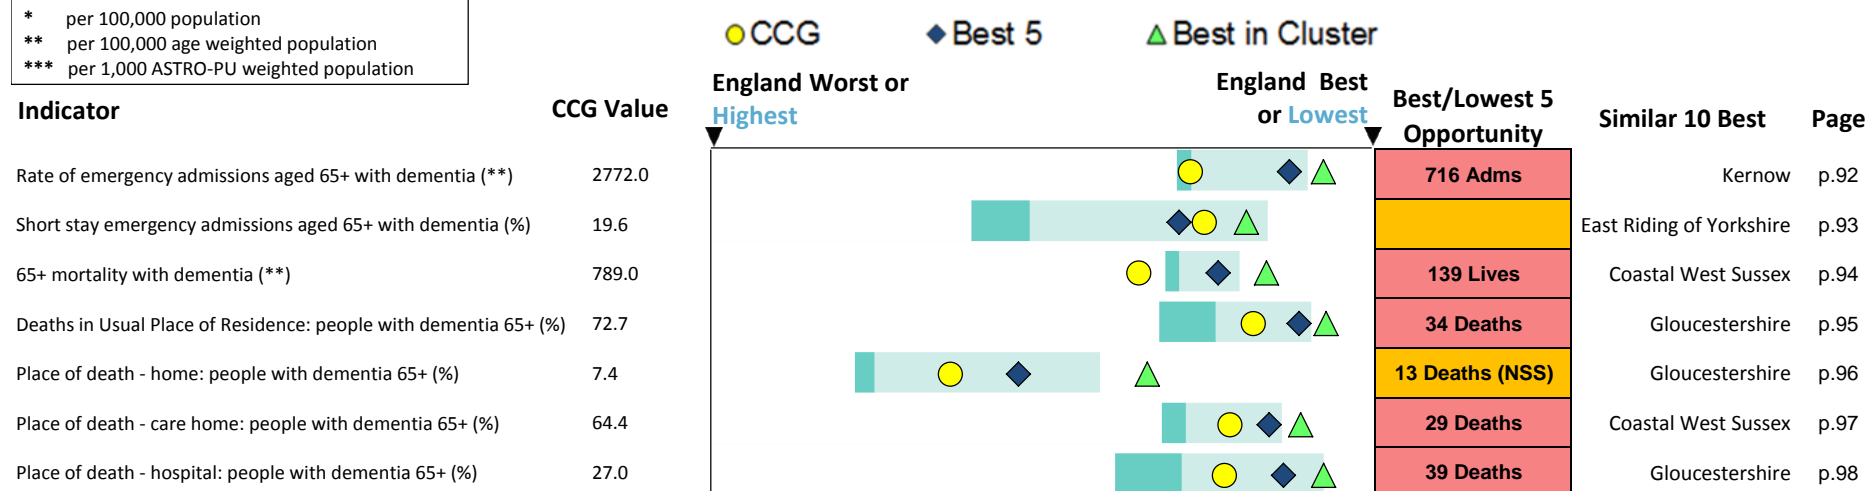 * per 100,000 population
** per 100,000 age weighted population
*** per 1,000 ASTRO-PU weighted population
CCG Best 5 Best in Cluster
Indicator
CCG Value
England Worst or
Highest
England Best
or Lowest
Best/Lowest 5
Opportunity
Similar 10 Best
Page
Rate of emergency admissions aged 65+ with dementia (**) 2772.0 716 Adms Kernow p.92
Short stay emergency admissions aged 65+ with dementia (%) 19.6 East Riding of Yorkshire p.93
65+ mortality with dementia (**) 789.0 139 Lives Coastal West Sussex p.94
Deaths in Usual Place of Residence: people with dementia 65+ (%) 72.7 34 Deaths Gloucestershire p.95
Place of death - home: people with dementia 65+ (%) 7.4 13 Deaths (NSS) Gloucestershire p.96
Place of death - care home: people with dementia 65+ (%) 64.4 29 Deaths Coastal West Sussex p.97
Place of death - hospital: people with dementia 65+ (%) 27.0 39 Deaths Gloucestershire p.98